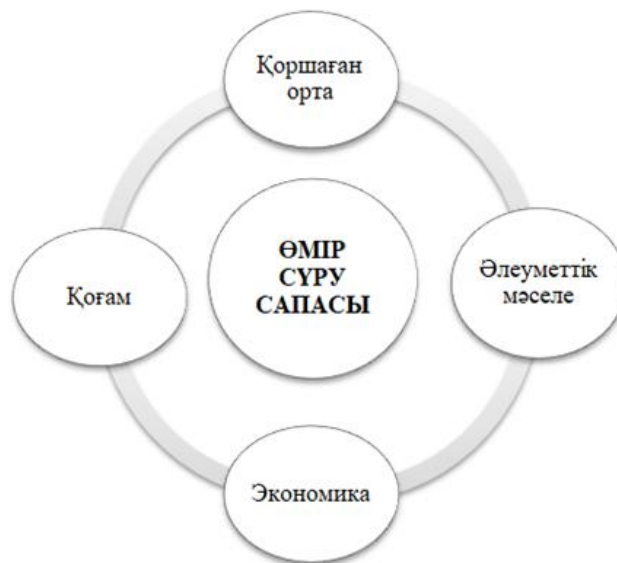 Қоршаған
орта
ӨМІР
СҮРУ
САПАСЫ
Әлеуметтік
мәселе
Қоғам
Экономика